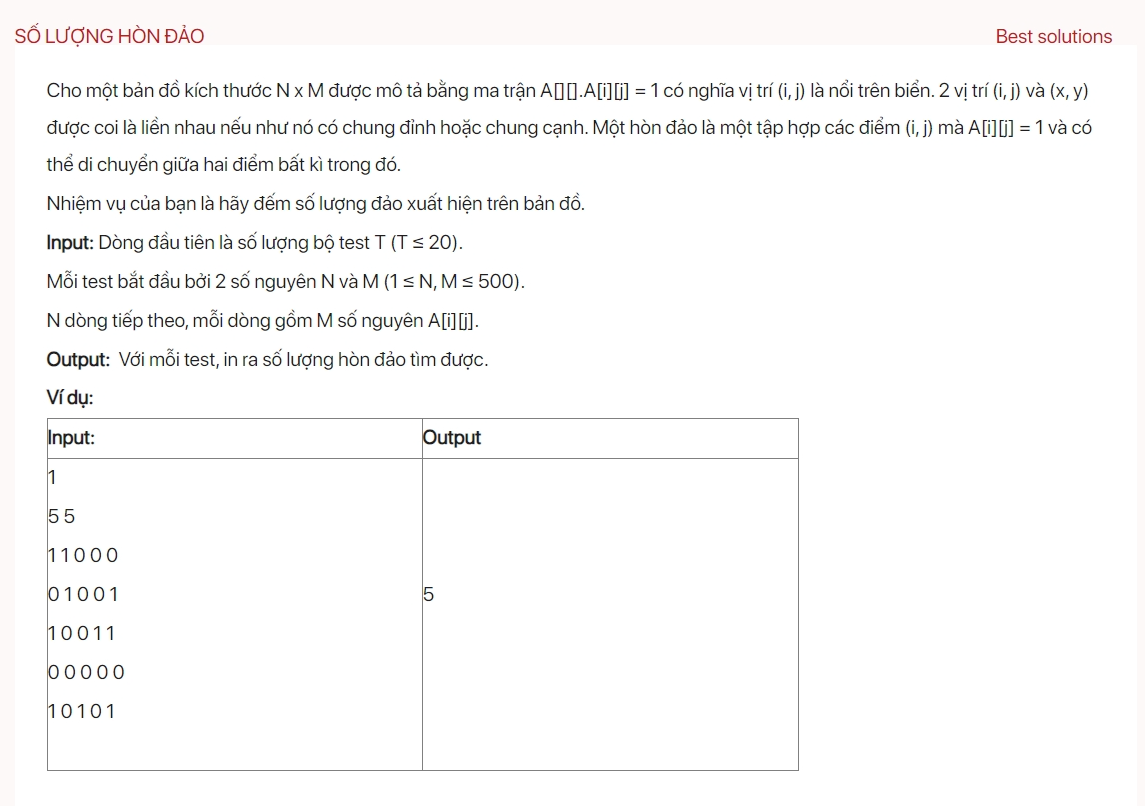 SỐ LƯỢNG HÒN ĐẢO
Best solutions
Cho một bản đồ kích thước N x M được mô tả bằng ma trận A[][].A[i][j] = 1 có nghĩa vị trí (i, j) là nổi trên biển. 2 vị trí (i, j) và (x, y)
được coi là liền nhau nếu như nó có chung đỉnh hoặc chung cạnh. Một hòn đảo là một tập hợp các điểm (i, j) mà A[i][j] = 1 và có
thể di chuyển giữa hai điểm bất kì trong đó.
Nhiệm vụ của bạn là hãy đếm số lượng đảo xuất hiện trên bản đồ.
Input: Dòng đầu tiên là số lượng bộ test T (T ≤ 20).
Mỗi test bắt đầu bởi 2 số nguyên N và M (1 ≤ N, M ≤ 500).
N dòng tiếp theo, mỗi dòng gồm M số nguyên A[i][j].
Output: Với mỗi test, in ra số lượng hòn đảo tìm được.
Ví dụ:
Input:
Output
1
5 5
1 1 0 0 0
0 1 0 0 1
5
1 0 0 1 1
0 0 0 0 0
1 0 1 0 1